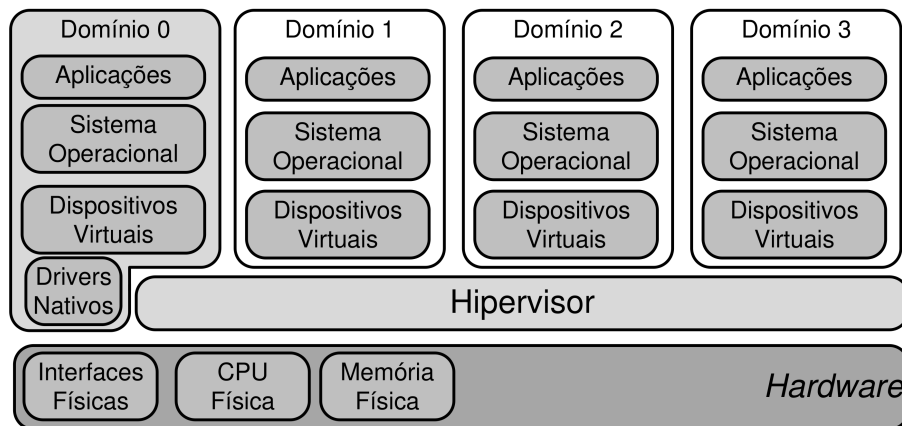 Domínio 0
Aplicações
Sistema
Operacional
Dispositivos
Virtuais
Drivers
Nativos
Domínio 1
Aplicações
Sistema
Operacional
Dispositivos
Virtuais
Domínio 2
Aplicações
Sistema
Operacional
Dispositivos
Virtuais
Domínio 3
Aplicações
Sistema
Operacional
Dispositivos
Virtuais
Hipervisor
Interfaces
Físicas
CPU
Física
Memória
Física
Hardware